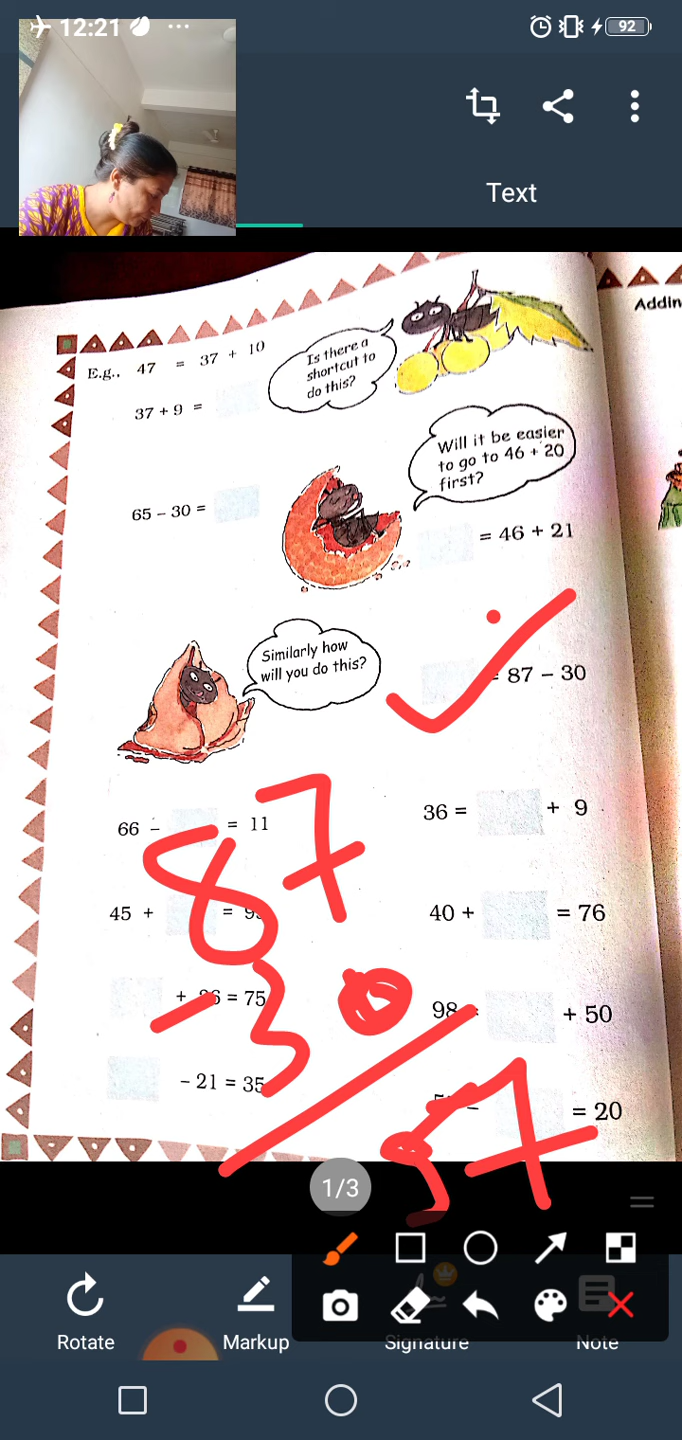 12:21
92
Text
Addin
E.g., 47 = 37 + 10
Is there a
shortcut to
do this?
37 + 9 =
Will it be easier
to go to 46 + 20
first?
65 – 30 =
= 46 + 21
Similarly how
will you do this?
= 87 – 30
66 – = 11
36 = + 9
45 + =
40 + = 76
+ = 75
98 = + 50
– 21 = 35
= 20
87
- 30
57
1/3
Rotate
Markup
Signature
Note